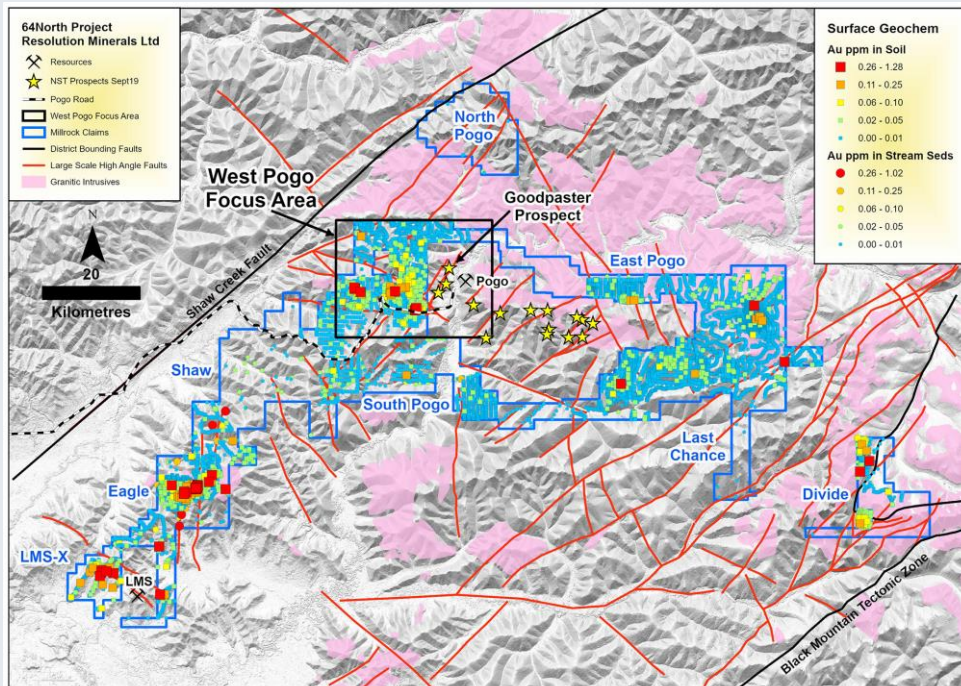 64North Project
Resolution Minerals Ltd
Resources
NST Prospects Sept19
Pogo Road
West Pogo Focus Area
Millrock Claims
District Bounding Faults
Large Scale High Angle Faults
Granitic Intrusives
Surface Geochem
Au ppm in Soil
0.26 - 1.28
0.11 - 0.25
0.06 - 0.10
0.02 - 0.05
0.00 - 0.01
Au ppm in Stream Seds
0.26 - 1.02
0.11 - 0.25
0.06 - 0.10
0.02 - 0.05
0.00 - 0.01
North
Pogo
West Pogo
Focus Area
Goodpaster
Prospect
N
20
Kilometres
Shaw Creek Fault
Pogo
East Pogo
Shaw
South Pogo
Last
Chance
Eagle
Divide
LMS-X
LMS
Black Mountain Tectonic Zone